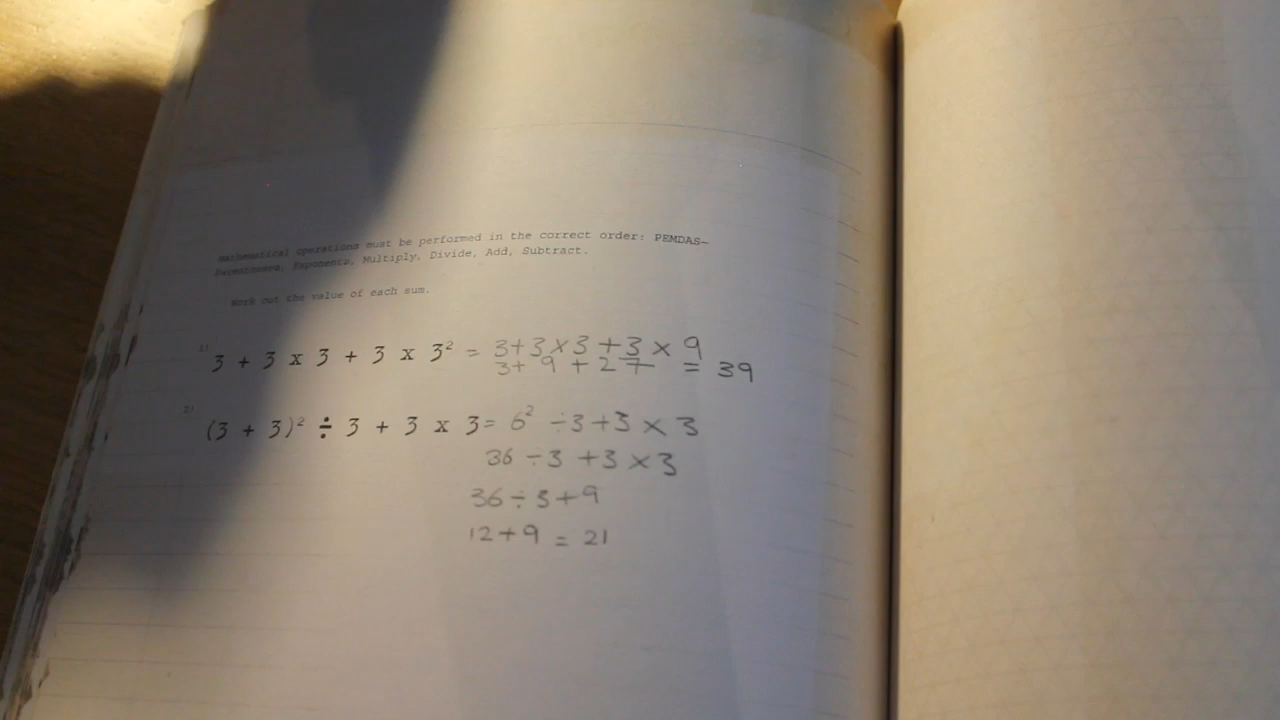 Mathematical operations must be performed in the correct order: PEMDAS—
Parentheses, Exponents, Multiply, Divide, Add, Subtract.
Work out the value of each sum.
1) 3 + 3 x 3 + 3 x 3² = 3+3×3+3×9
3+ 9 + 27 = 39
2) (3 + 3)² ÷ 3 + 3 x 3 = 6² ÷3+3×3
36 ÷3 +3×3
36÷3+9
12+9 = 21